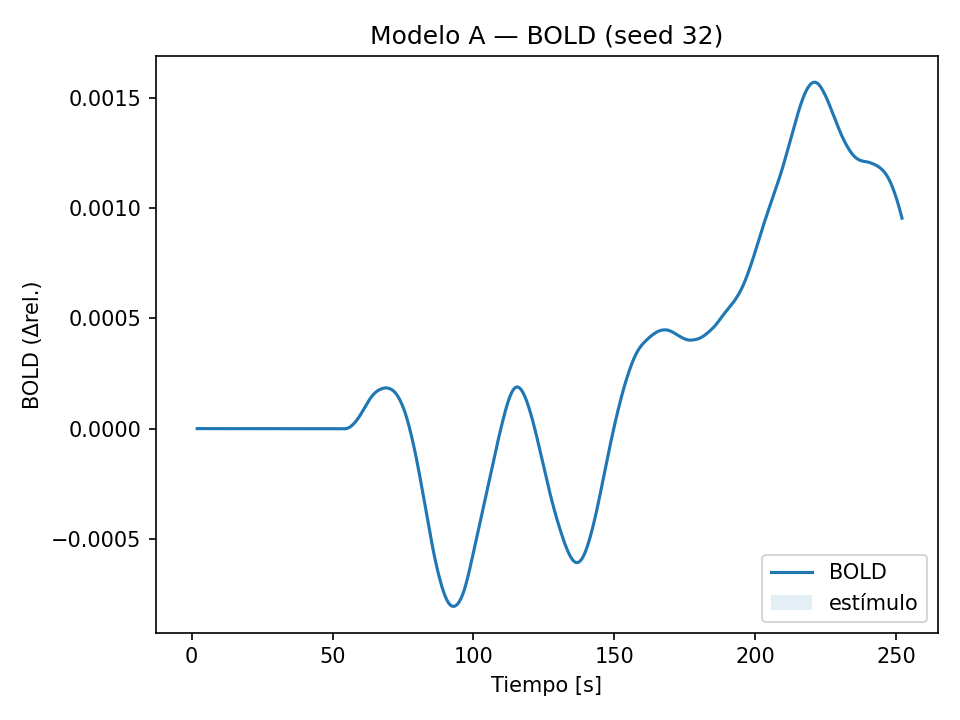 Modelo A — BOLD (seed 32)
BOLD (Δrel.)
0.0015
0.0010
0.0005
0.0000
−0.0005
0
50
100
150
200
250
Tiempo [s]
BOLD
estímulo